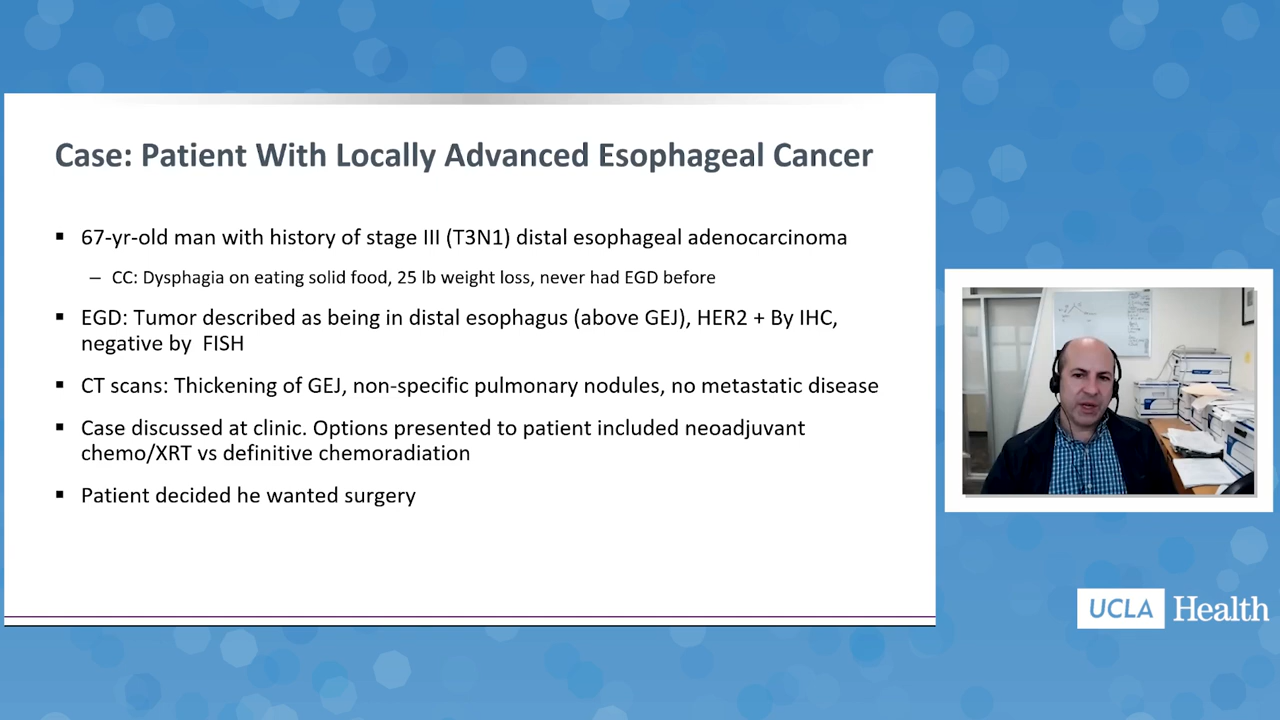 Case: Patient With Locally Advanced Esophageal Cancer
▪ 67-yr-old man with history of stage III (T3N1) distal esophageal adenocarcinoma
– CC: Dysphagia on eating solid food, 25 lb weight loss, never had EGD before
▪ EGD: Tumor described as being in distal esophagus (above GEJ), HER2 + By IHC,
negative by FISH
▪ CT scans: Thickening of GEJ, non-specific pulmonary nodules, no metastatic disease
▪ Case discussed at clinic. Options presented to patient included neoadjuvant
chemo/XRT vs definitive chemoradiation
▪ Patient decided he wanted surgery
UCLA Health